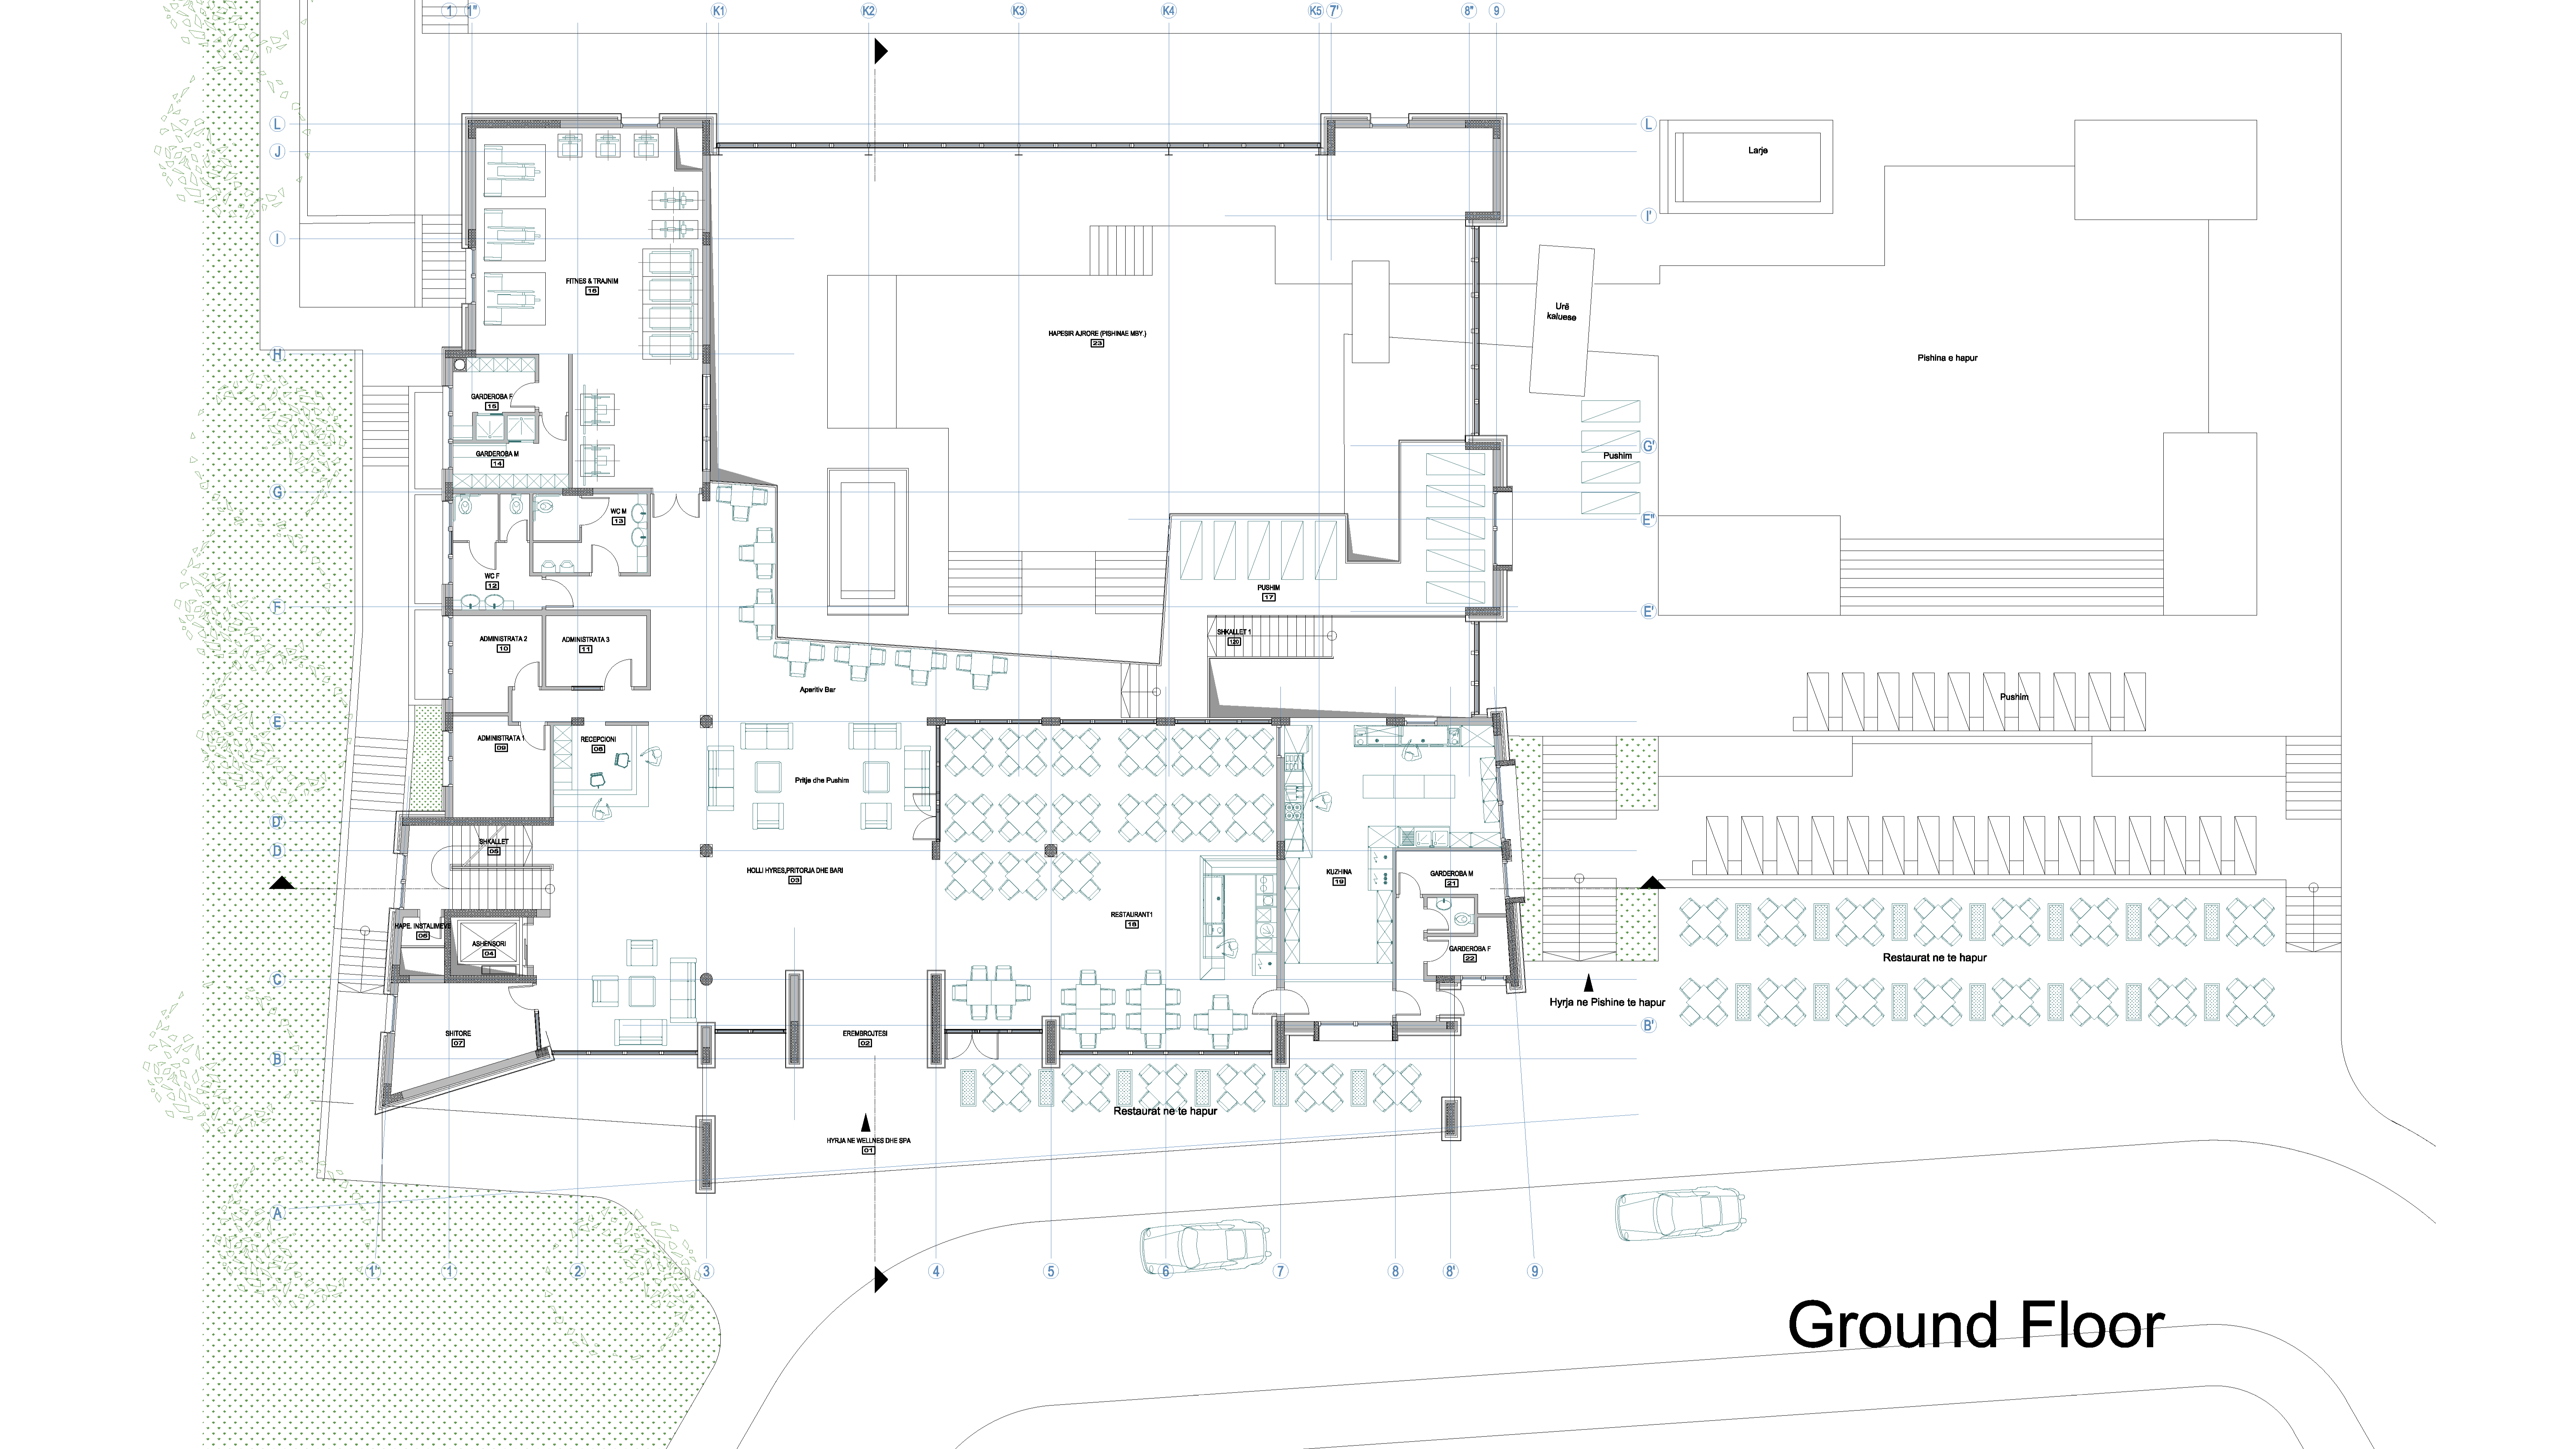 1 1" K1 K2 K3 K4 K5 7' 8" 9
L L
J
Larje
I'
I
FITNES & TRAJNIM
16
Urë
kaluese
HAPESIR AJRORE (PISHINAE MBY.)
23
H
Pishina e hapur
GARDEROBA F
15
G'
GARDEROBA M
14
Pushim
G
WC M
13
E"
WC F
12
PUSHIM
17
F
E'
SHKALLET 1
120
ADMINISTRATA 2
10
ADMINISTRATA 3
11
Aperitiv Bar
Pushim
E
ADMINISTRATA 1
09
RECEPCIONI
08
Pritje dhe Pushim
D'
SHKALLET
05
D
HOLLI HYRES,PRITORJA DHE BARI
03
KUZHINA
19
GARDEROBA M
21
RESTAURANT1
18
HAPE. INSTALIMEVE
06
ASHENSORI
04
GARDEROBA F
22
Restaurat ne te hapur
C
Hyrja ne Pishine te hapur
SHITORE
07
EREMBROJTESI
02
B'
B
Restaurat ne te hapur
HYRJA NE WELLNES DHE SPA
01
A
1' 1 2 3 4 5 6 7 8 8' 9
Ground Floor